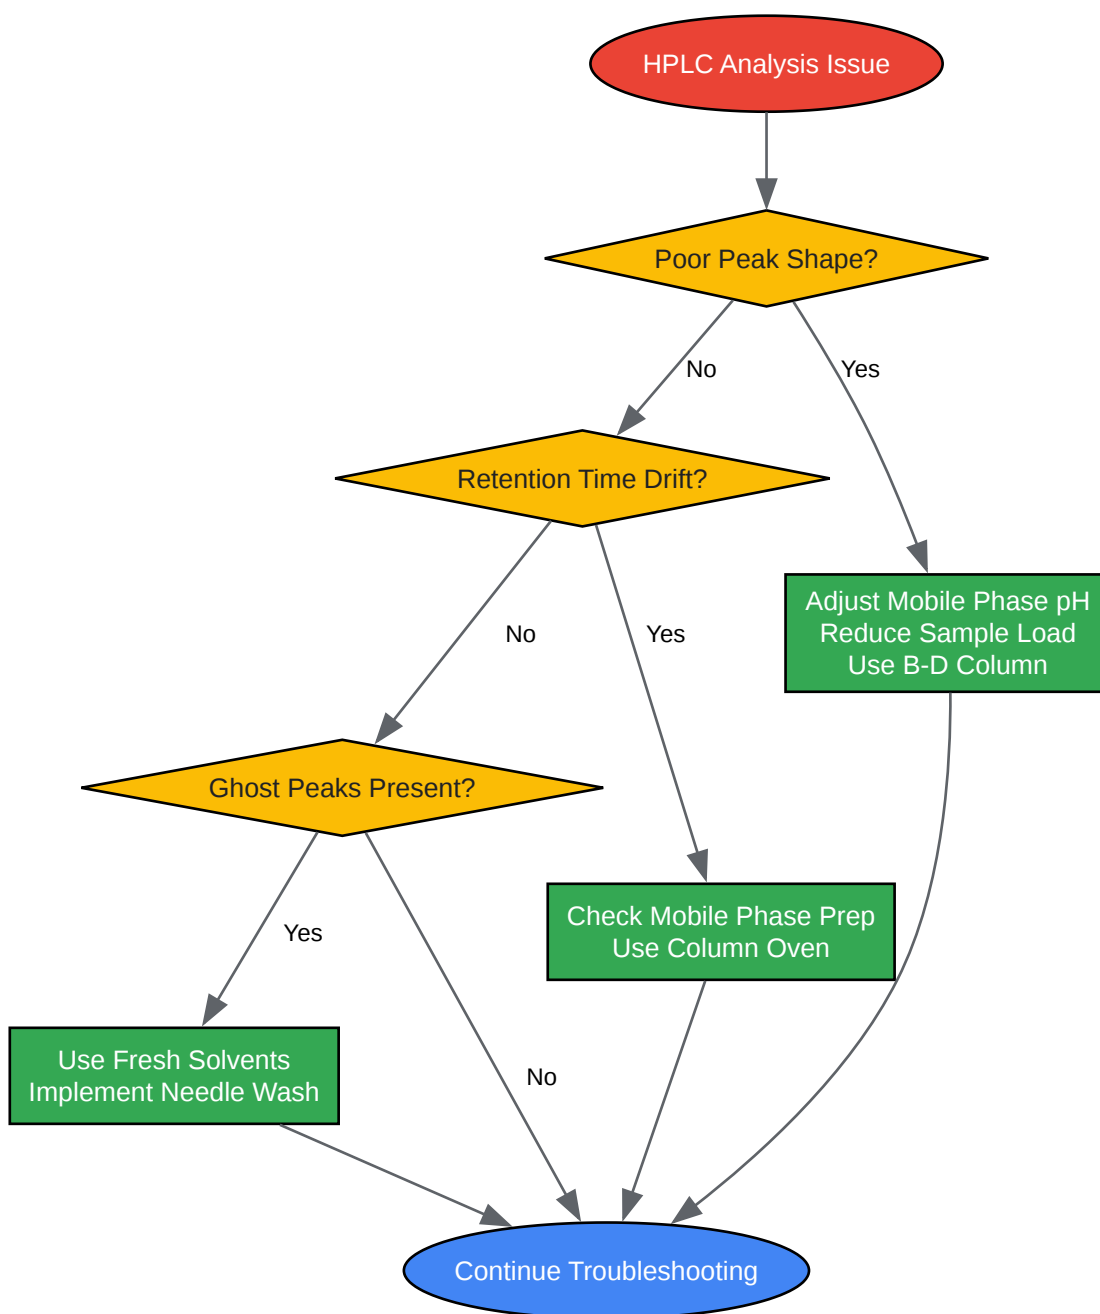 HPLC Analysis Issue
Poor Peak Shape?
No
Yes
Retention Time Drift?
No
Yes
Adjust Mobile Phase pH
Reduce Sample Load
Use B-D Column
Ghost Peaks Present?
Yes
No
Check Mobile Phase Prep
Use Column Oven
Use Fresh Solvents
Implement Needle Wash
Continue Troubleshooting